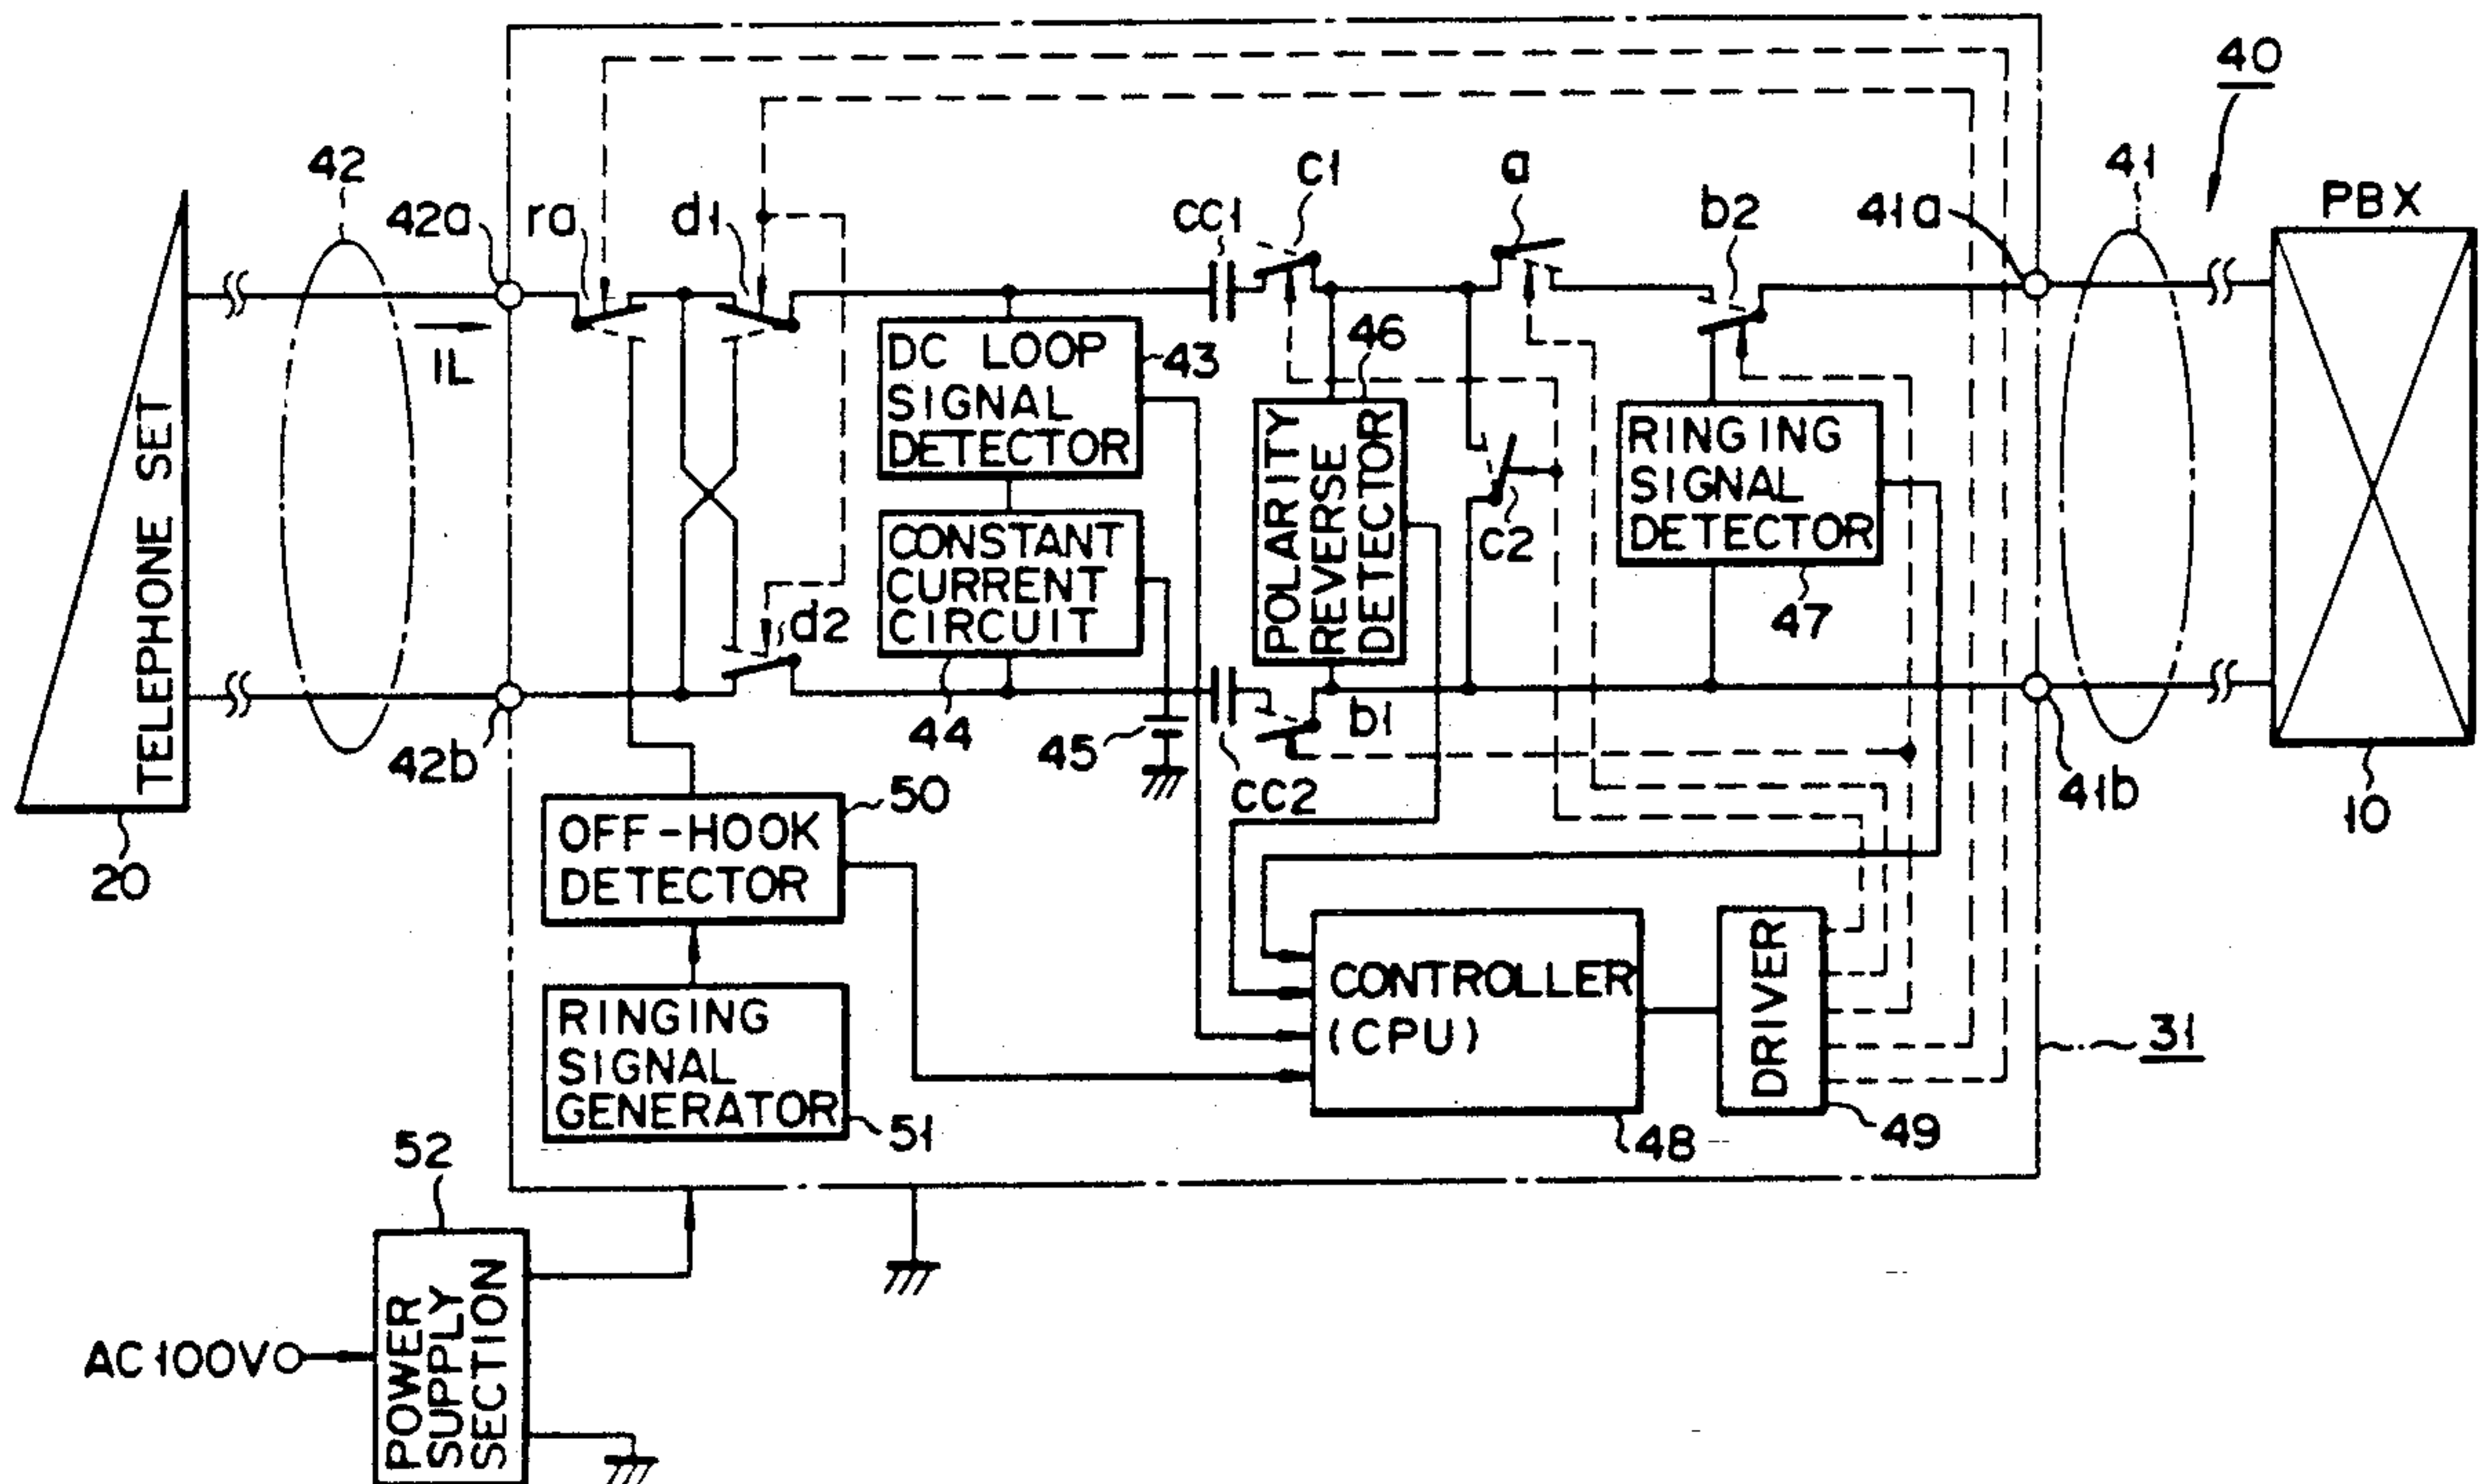 40
42
42a
ra
d1
cc1
c1
a
b2
41a
41
PBX
IL
DC LOOP
SIGNAL
DETECTOR
43
46
POLARITY
REVERSE
DETECTOR
RINGING
SIGNAL
DETECTOR
47
c2
TELEPHONE SET
CONSTANT
CURRENT
CIRCUIT
44
d2
45
b1
cc2
42b
41b
10
20
OFF-HOOK
DETECTOR
50
RINGING
SIGNAL
GENERATOR
51
CONTROLLER
(CPU)
48
DRIVER
49
31
52
POWER
SUPPLY
SECTION
AC100V